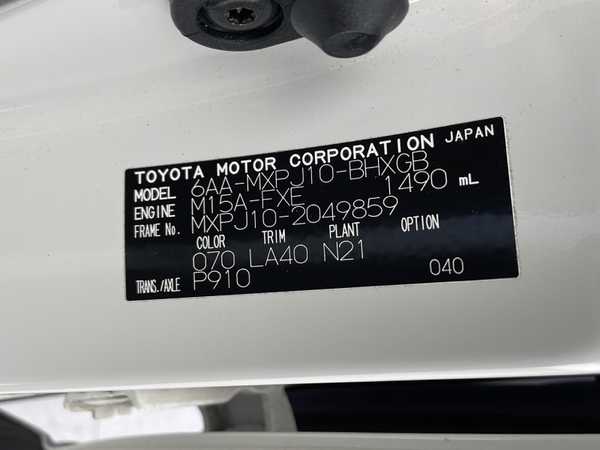 TOYOTA MOTOR CORPORATION JAPAN
MODEL 6AA-MXPJ10-BHXGB
ENGINE M15A-FXE 1490 mL
FRAME No. MXPJ10-2049859
COLOR TRIM PLANT OPTION
070 LA40 N21
TRANS./AXLE P910 040